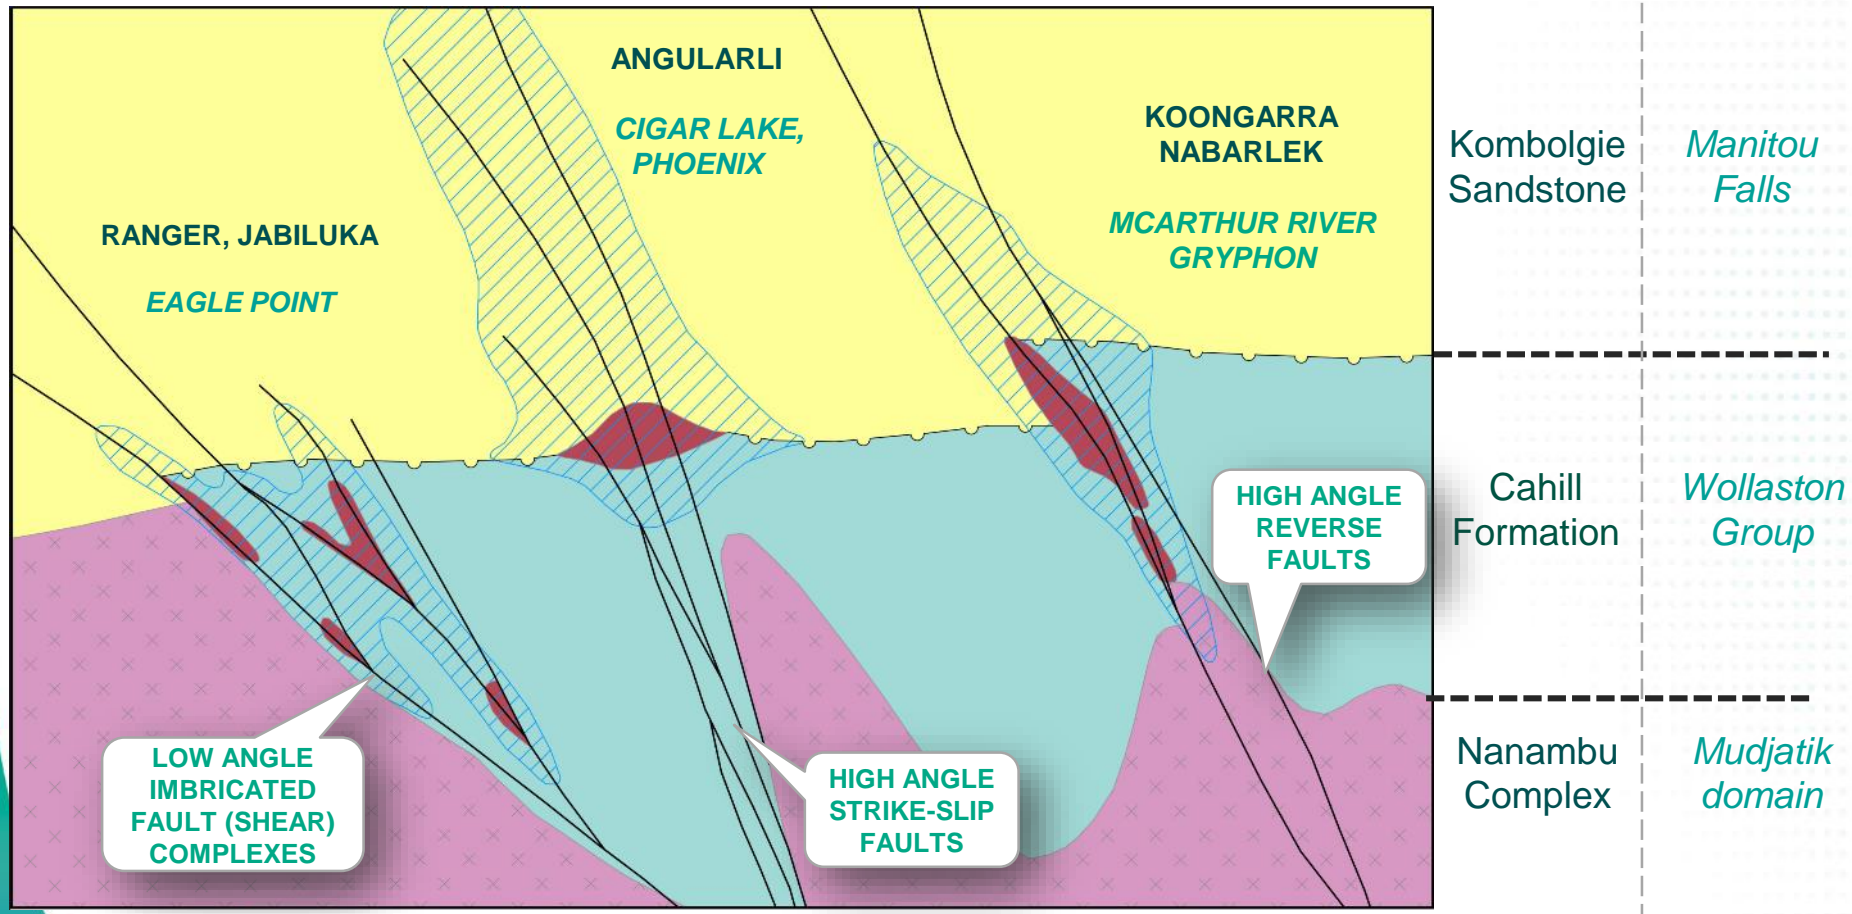 ANGULARLI
CIGAR LAKE,
PHOENIX
KOONGARRA
NABARLEK
MCARTHUR RIVER
GRYPHON
RANGER, JABILUKA
EAGLE POINT
Kombolgie
Sandstone
Manitou
Falls
HIGH ANGLE
REVERSE
FAULTS
Cahill
Formation
Wollaston
Group
LOW ANGLE
IMBRICATED
FAULT (SHEAR)
COMPLEXES
HIGH ANGLE
STRIKE-SLIP
FAULTS
Nanambu
Complex
Mudjatik
domain